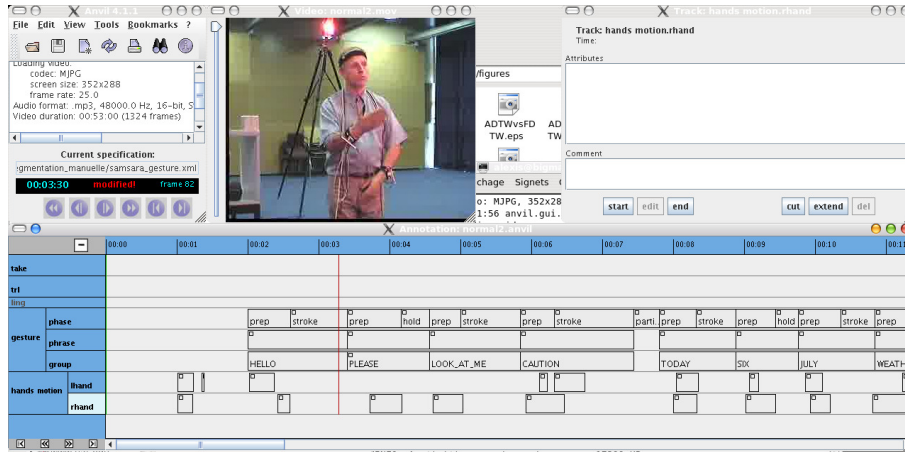 Anvil 4.1.1
File Edit View Tools Bookmarks ?
Loading video:
codec: MJPG
screen size: 352x288
frame rate: 25.0
Audio format: .mp3, 48000.0 Hz, 16-bit, S
Video duration: 00:53:00 (1324 frames)
Current specification:
gmentation_manuelle/samsara_gesture.xml
00:03:30 modified! frame 82
Video: normal2.mov
/figures
ADTWvsFD AD
TW.eps TW
chage Signets
o: MJPG, 352x28
1:56 anvil.gui.
Track: hands motion.rhand
Track: hands motion.rhand
Time:
Attributes
Comment
start edit end cut extend del
Annotation: normal2.anvil
00:00 00:01 00:02 00:03 00:04 00:05 00:06 00:07 00:08 00:09 00:10 00:11
take
trl
ling
gesture phase prep stroke prep hold prep stroke prep stroke parti.. prep stroke prep hold prep stroke prep
phrase
group HELLO PLEASE LOOK_AT_ME CAUTION TODAY SIX JULY WEATH
hands motion lhand
rhand